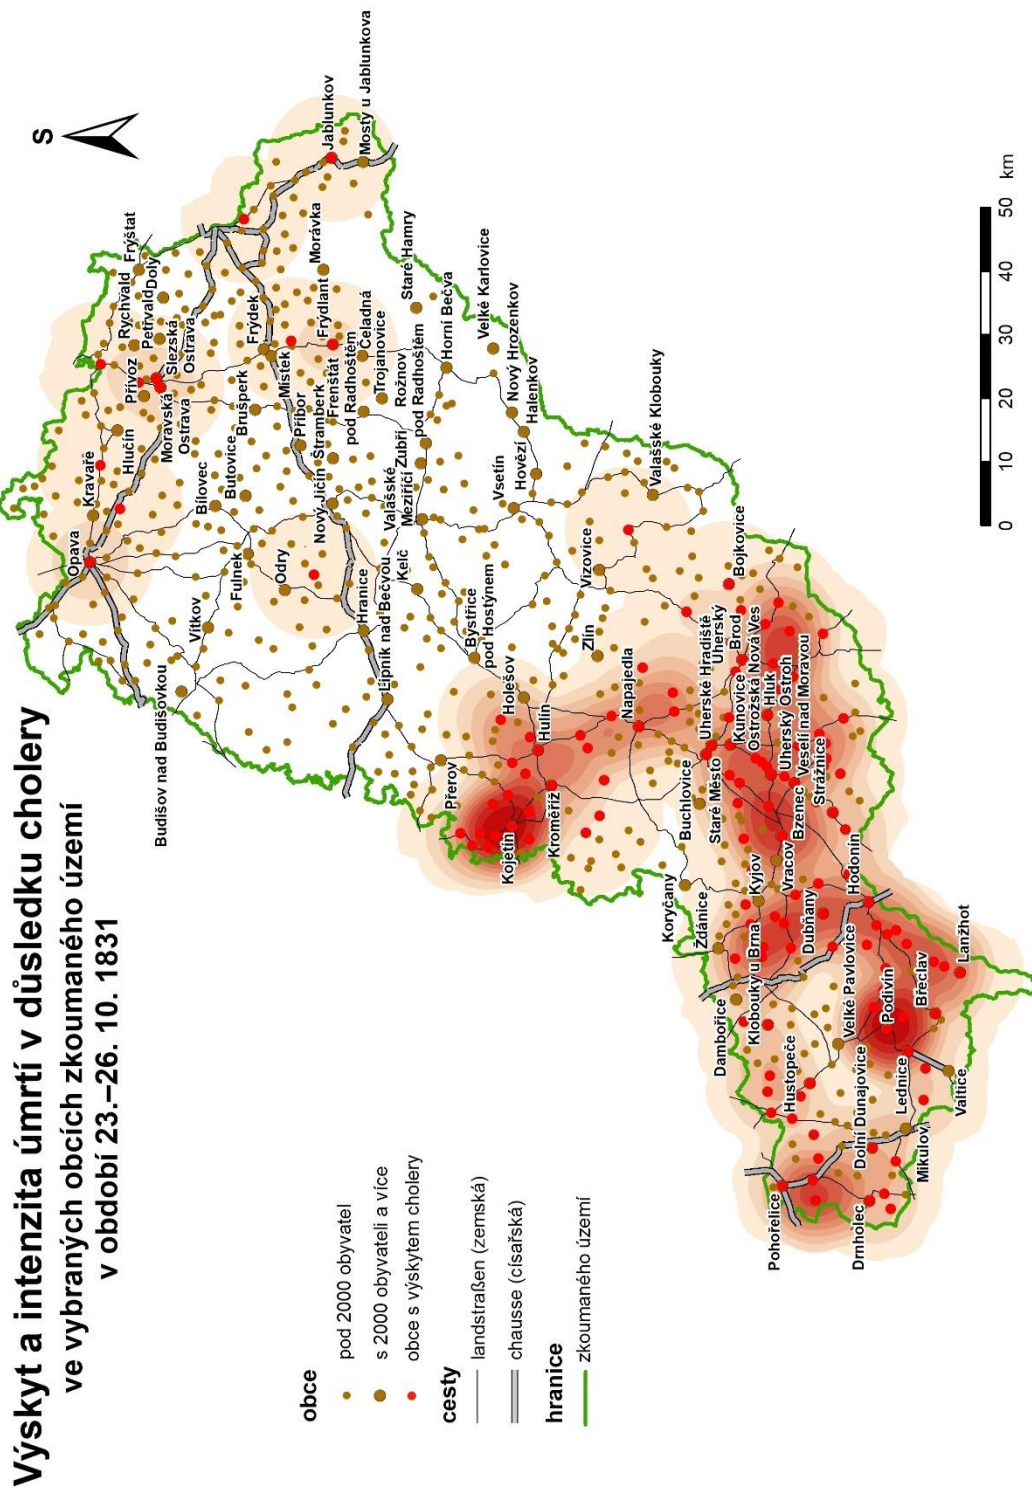 Výskyt a intenzita úmrtí v důsledku cholery
ve vybraných obcích zkoumaného území
v období 23.–26. 10. 1831
S
obce
pod 2000 obyvatel
s 2000 obyvateli a více
obce s výskytem cholery
cesty
landstraßen (zemská)
chausse (císařská)
hranice
zkoumaného území
0 10 20 30 40 50 km
Opava
Kravaře
Hlučín
Přívoz
Rychvald
Petřvald
Doly
Fryštat
Slezská
Ostrava
Moravská
Ostrava
Jablunkov
Mosty u Jablunkova
Budišov nad Budišovkou
Vítkov
Fulnek
Bílovec
Butovice
Brušperk
Odry
Frýdek
Místek
Příbor
Morávka
Frýdlant
Nový Jičín
Štramberk
Frenštát
pod Radhoštěm
Čeladná
Trojanovice
Staré Hamry
Hranice
Lipník nad Bečvou
Kelč
Valašské
Meziříčí
Zubří
Rožnov
pod Radhoštěm
Horní Bečva
Velké Karlovice
Nový Hrozenkov
Halenkov
Hovězí
Vsetín
Bystřice
pod Hostýnem
Přerov
Holešov
Hulín
Kojetín
Kroměříž
Zlín
Vizovice
Valašské Klobouky
Napajedla
Bojkovice
Uherský
Brod
Uherské Hradiště
Kunovice
Ostrožská Nová Ves
Hluk
Uherský Ostroh
Veselí nad Moravou
Strážnice
Buchlovice
Staré Město
Bzenec
Vracov
Kyjov
Koryčany
Ždánice
Dubňany
Hodonín
Dambořice
Klobouky u Brna
Velké Pavlovice
Hustopeče
Podivín
Břeclav
Lanžhot
Lednice
Valtice
Dolní Dunajovice
Mikulov
Pohořelice
Drnholec